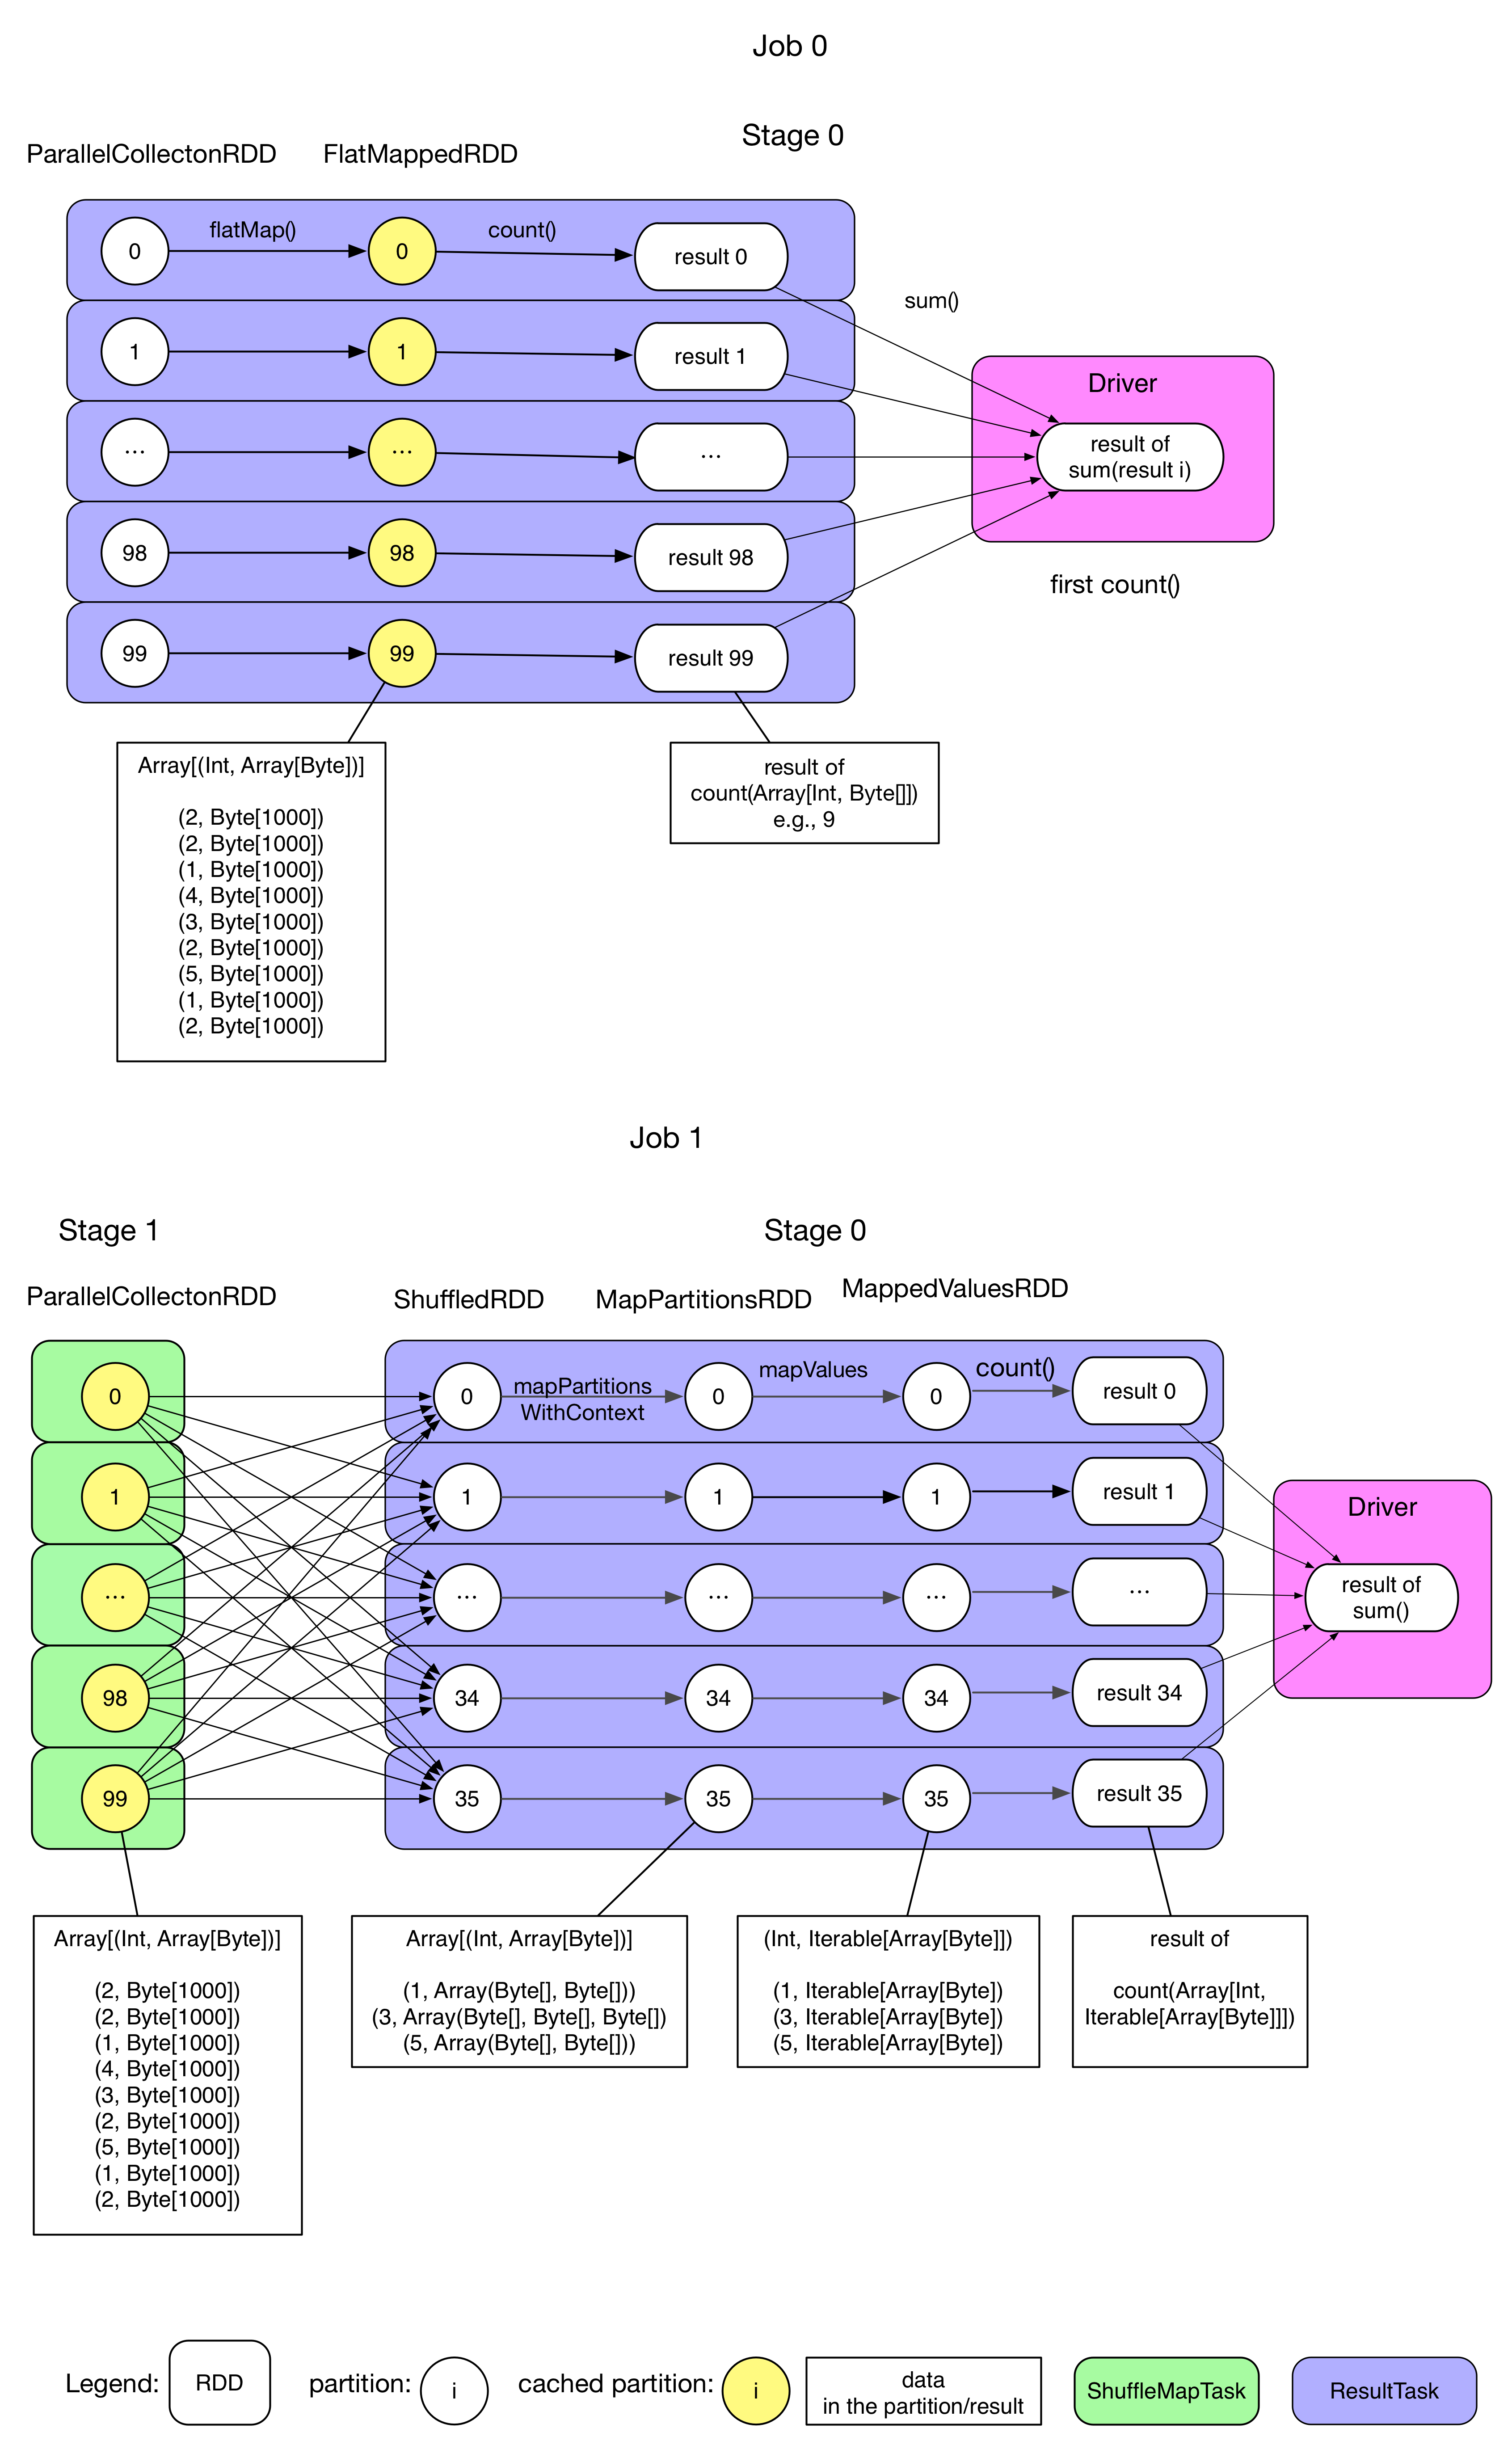 Job 0
Stage 0
ParallelCollectonRDD
FlatMappedRDD
0
flatMap()
0
count()
result 0
sum()
1
1
result 1
...
...
...
98
98
result 98
99
99
result 99
Driver
result of
sum(result i)
first count()
Array[(Int, Array[Byte])]
(2, Byte[1000])
(2, Byte[1000])
(1, Byte[1000])
(4, Byte[1000])
(3, Byte[1000])
(2, Byte[1000])
(5, Byte[1000])
(1, Byte[1000])
(2, Byte[1000])
result of
count(Array[Int, Byte[]])
e.g., 9
Job 1
Stage 1
Stage 0
ParallelCollectonRDD
ShuffledRDD
MapPartitionsRDD
MappedValuesRDD
0
0
mapPartitions
WithContext
0
mapValues
0
count()
result 0
1
1
1
1
result 1
...
...
...
...
...
98
34
34
34
result 34
99
35
35
35
result 35
Driver
result of
sum()
Array[(Int, Array[Byte])]
(2, Byte[1000])
(2, Byte[1000])
(1, Byte[1000])
(4, Byte[1000])
(3, Byte[1000])
(2, Byte[1000])
(5, Byte[1000])
(1, Byte[1000])
(2, Byte[1000])
Array[(Int, Array[Byte])]
(1, Array(Byte[], Byte[]))
(3, Array(Byte[], Byte[], Byte[])
(5, Array(Byte[], Byte[]))
(Int, Iterable[Array[Byte]])
(1, Iterable[Array[Byte])
(3, Iterable[Array[Byte])
(5, Iterable[Array[Byte])
result of
count(Array[Int,
Iterable[Array[Byte]]])
Legend:
RDD
partition:
i
cached partition:
i
data
in the partition/result
ShuffleMapTask
ResultTask